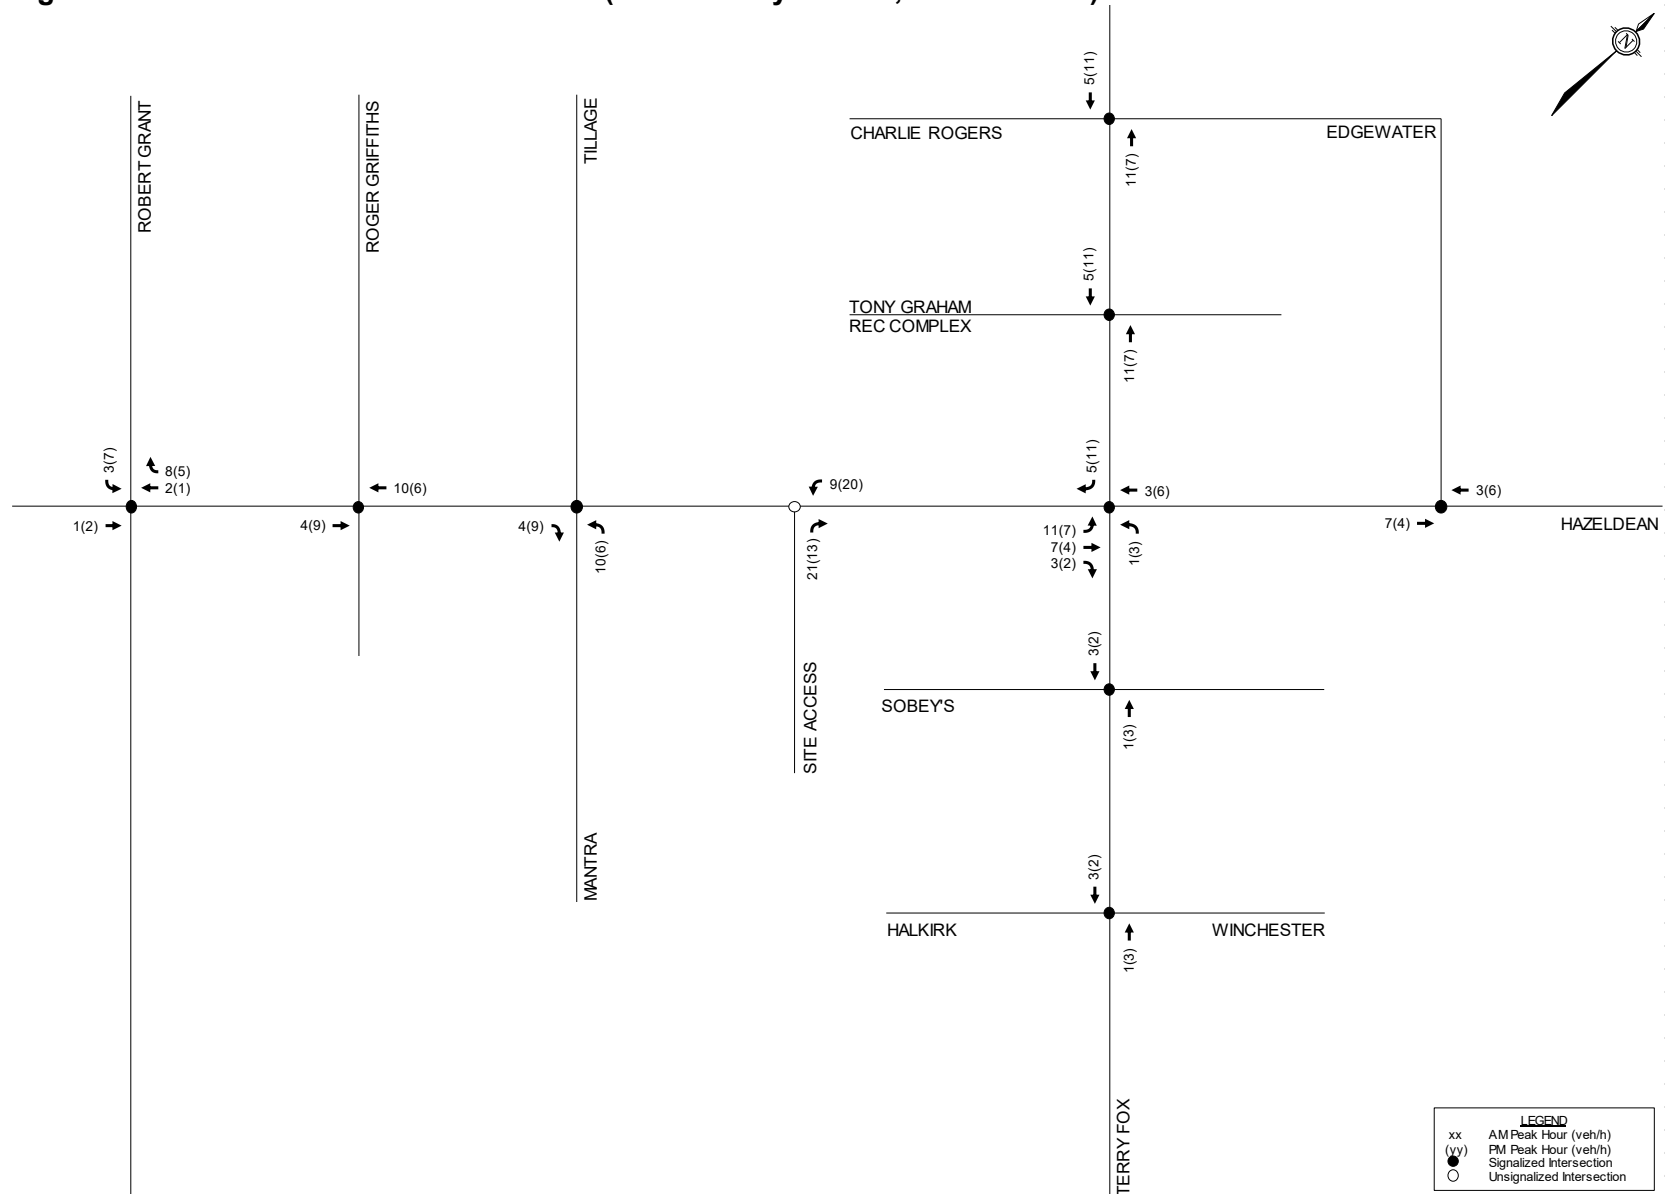 N
5(11)
CHARLIE ROGERS
EDGEWATER
11(7)
ROBERT GRANT
ROGER GRIFFITHS
TILLAGE
5(11)
TONY GRAHAM
REC COMPLEX
11(7)
3(7)
8(5)
2(1)
1(2)
10(6)
4(9)
4(9)
10(6)
9(20)
21(13)
5(11)
3(6)
11(7)
7(4)
3(2)
1(3)
3(6)
7(4)
HAZELDEAN
SITE ACCESS
3(2)
SOBEY'S
1(3)
MANTRA
3(2)
HALKIRK
WINCHESTER
1(3)
TERRY FOX
LEGEND
xx AM Peak Hour (veh/h)
(yy) PM Peak Hour (veh/h)
Signalized Intersection
Unsignalized Intersection